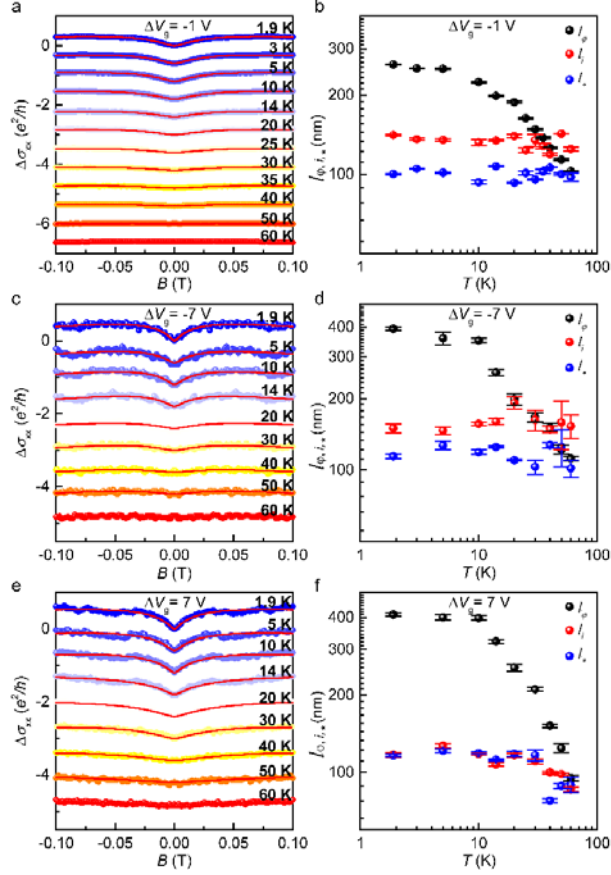 a
ΔVg = -1 V
1.9 K
3 K
5 K
10 K
14 K
20 K
25 K
30 K
35 K
40 K
50 K
60 K
0
-2
-4
-6
Δσxx (e²/h)
-0.10 -0.05 0.00 0.05 0.10
B (T)
b
ΔVg = -1 V
lφ
li
l*
300
200
100
lφ, i, * (nm)
1 10 100
T (K)
c
ΔVg = -7 V
1.9 K
5 K
10 K
14 K
20 K
30 K
40 K
50 K
60 K
0
-2
-4
Δσxx (e²/h)
-0.10 -0.05 0.00 0.05 0.10
B (T)
d
ΔVg = -7 V
lφ
li
l*
400
300
200
100
lφ, i, * (nm)
1 10 100
T (K)
e
ΔVg = 7 V
1.9 K
5 K
10 K
14 K
20 K
30 K
40 K
50 K
60 K
0
-2
-4
Δσxx (e²/h)
-0.10 -0.05 0.00 0.05 0.10
B (T)
f
ΔVg = 7 V
lφ
li
l*
400
300
200
100
lφ, i, * (nm)
1 10 100
T (K)